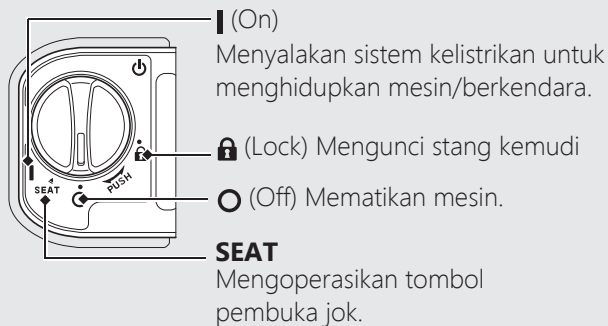 (On)
Menyalakan sistem kelistrikan untuk
menghidupkan mesin/berkendara.
(Lock) Mengunci stang kemudi
(Off) Mematikan mesin.
SEAT
Mengoperasikan tombol
pembuka jok.
SEAT
PUSH